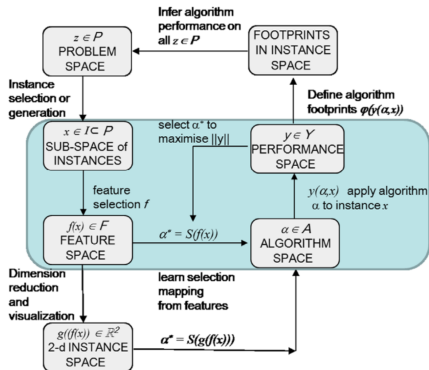 Infer algorithm
performance on
all z ∈ P
z ∈ P
PROBLEM
SPACE
FOOTPRINTS
IN INSTANCE
SPACE
Instance
selection or
generation
Define algorithm
footprints φ(y(α,x))
x ∈ I ⊂ P
SUB-SPACE of
INSTANCES
select α* to
maximise ||y||
y ∈ Y
PERFORMANCE
SPACE
feature
selection f
y(α,x) apply algorithm
α to instance x
f(x) ∈ F
FEATURE
SPACE
α* = S(f(x))
α ∈ A
ALGORITHM
SPACE
Dimension
reduction
and
visualization
learn selection
mapping
from features
g((f(x)) ∈ ℝ²
2-d INSTANCE
SPACE
α* = S(g(f(x)))